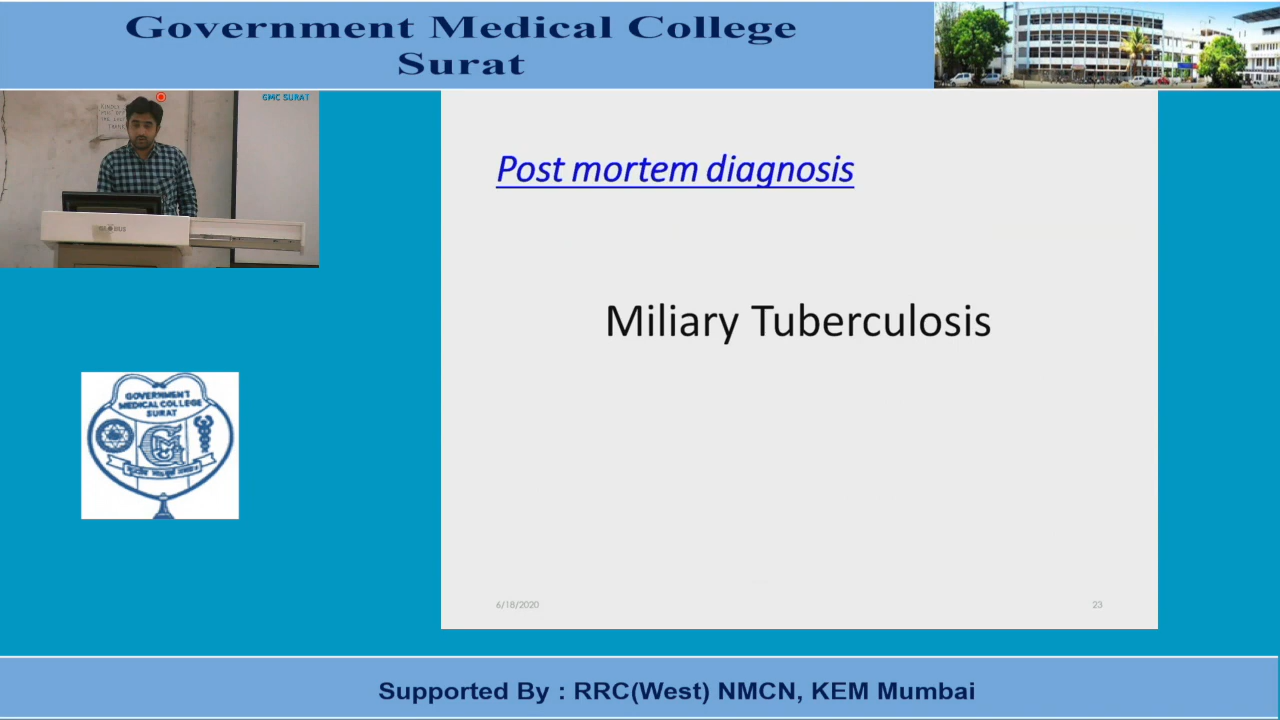 Government Medical College
Surat
GMC SURAT
Post mortem diagnosis
Miliary Tuberculosis
GOVERNMENT
MEDICAL COLLEGE
SURAT
6/18/2020
23
Supported By : RRC(West) NMCN, KEM Mumbai